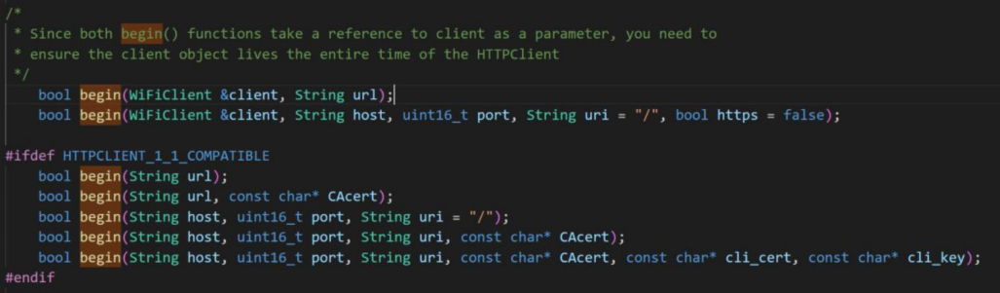 /*
 * Since both begin() functions take a reference to client as a parameter, you need to
 * ensure the client object lives the entire time of the HTTPClient
 */
    bool begin(WiFiClient &client, String url);
    bool begin(WiFiClient &client, String host, uint16_t port, String uri = "/", bool https = false);

#ifdef HTTPCLIENT_1_1_COMPATIBLE
    bool begin(String url);
    bool begin(String url, const char* CAcert);
    bool begin(String host, uint16_t port, String uri = "/");
    bool begin(String host, uint16_t port, String uri, const char* CAcert);
    bool begin(String host, uint16_t port, String uri, const char* CAcert, const char* cli_cert, const char* cli_key);
#endif